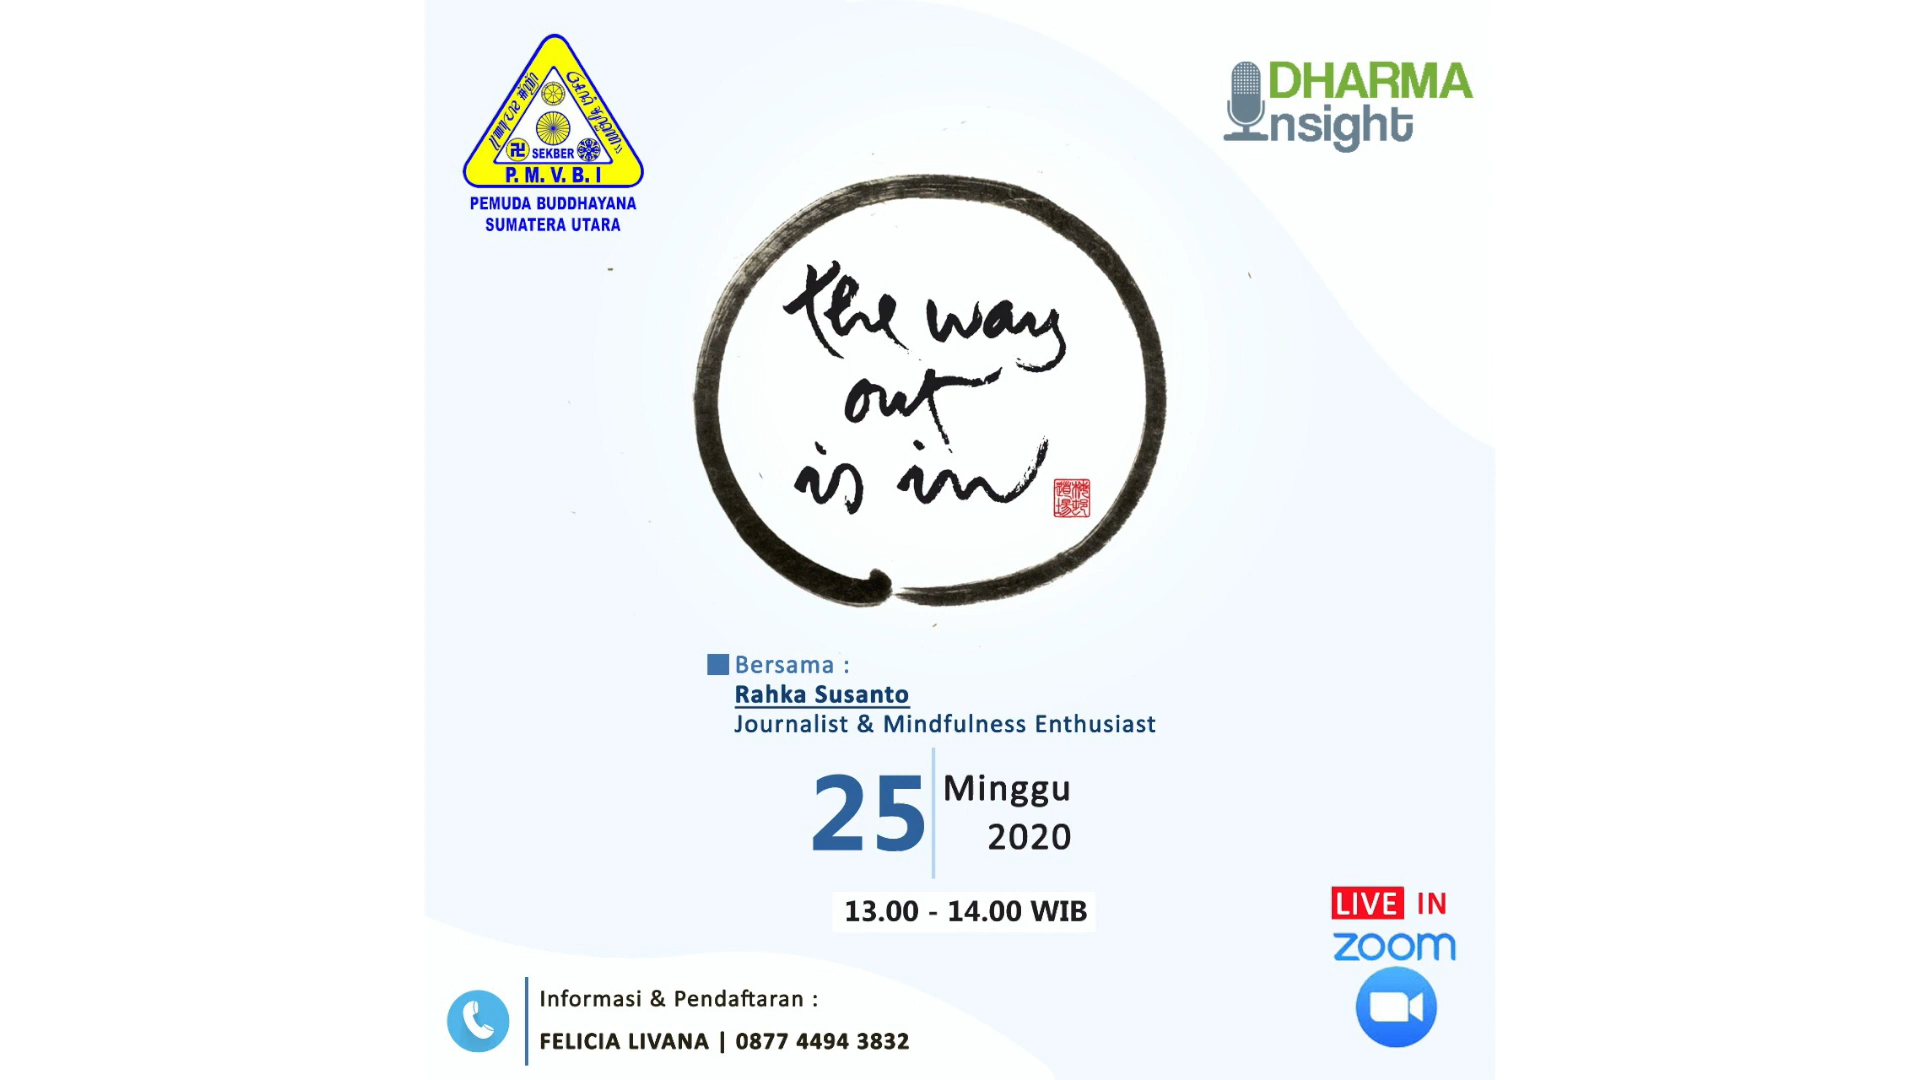 SEKBER
P. M. V. B. I
PEMUDA BUDDHAYANA
SUMATERA UTARA
DHARMA
Insight
the way
out
is in
Bersama :
Rahka Susanto
Journalist & Mindfulness Enthusiast
25
Minggu
2020
13.00 - 14.00 WIB
LIVE IN
zoom
Informasi & Pendaftaran :
FELICIA LIVANA | 0877 4494 3832